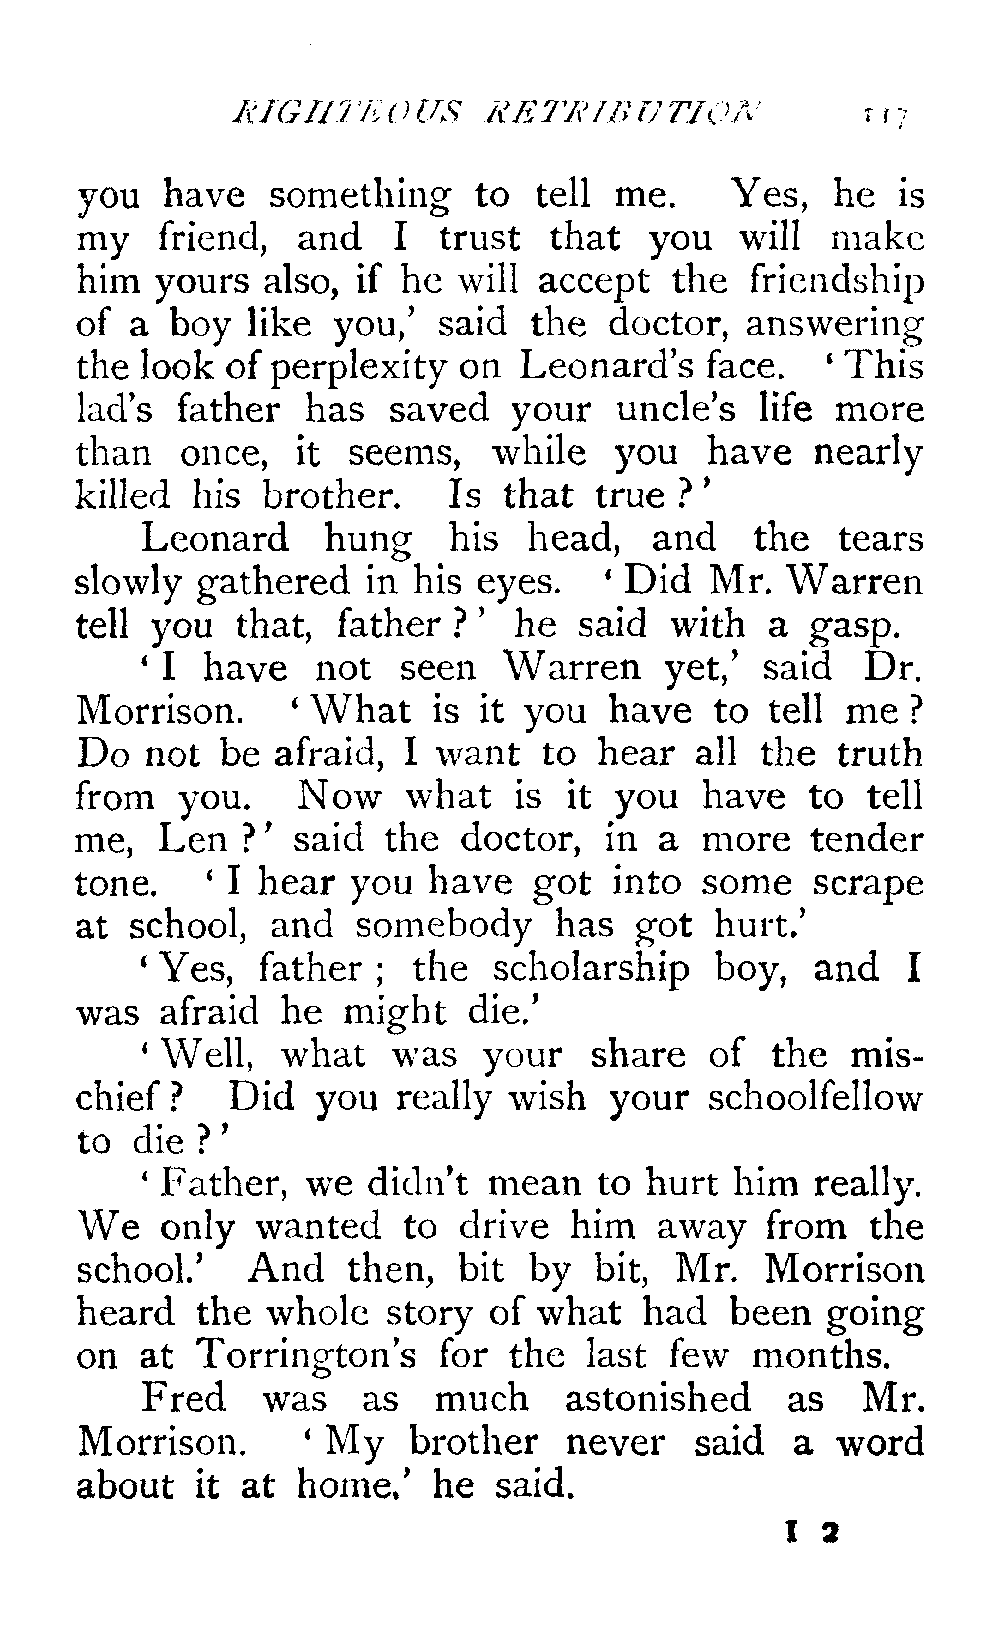 RIGHTEOUS RETRIBUTION 117
you have something to tell me. Yes, he is
my friend, and I trust that you will make
him yours also, if he will accept the friendship
of a boy like you,’ said the doctor, answering
the look of perplexity on Leonard’s face. ‘ This
lad’s father has saved your uncle’s life more
than once, it seems, while you have nearly
killed his brother. Is that true ? ’
Leonard hung his head, and the tears
slowly gathered in his eyes. ‘ Did Mr. Warren
tell you that, father ? ’ he said with a gasp.
‘ I have not seen Warren yet,’ said Dr.
Morrison. ‘ What is it you have to tell me ?
Do not be afraid, I want to hear all the truth
from you. Now what is it you have to tell
me, Len ? ’ said the doctor, in a more tender
tone. ‘ I hear you have got into some scrape
at school, and somebody has got hurt.’
‘ Yes, father ; the scholarship boy, and I
was afraid he might die.’
‘ Well, what was your share of the mis-
chief ? Did you really wish your schoolfellow
to die ? ’
‘ Father, we didn’t mean to hurt him really.
We only wanted to drive him away from the
school.’ And then, bit by bit, Mr. Morrison
heard the whole story of what had been going
on at Torrington’s for the last few months.
Fred was as much astonished as Mr.
Morrison. ‘ My brother never said a word
about it at home,’ he said.
I 2